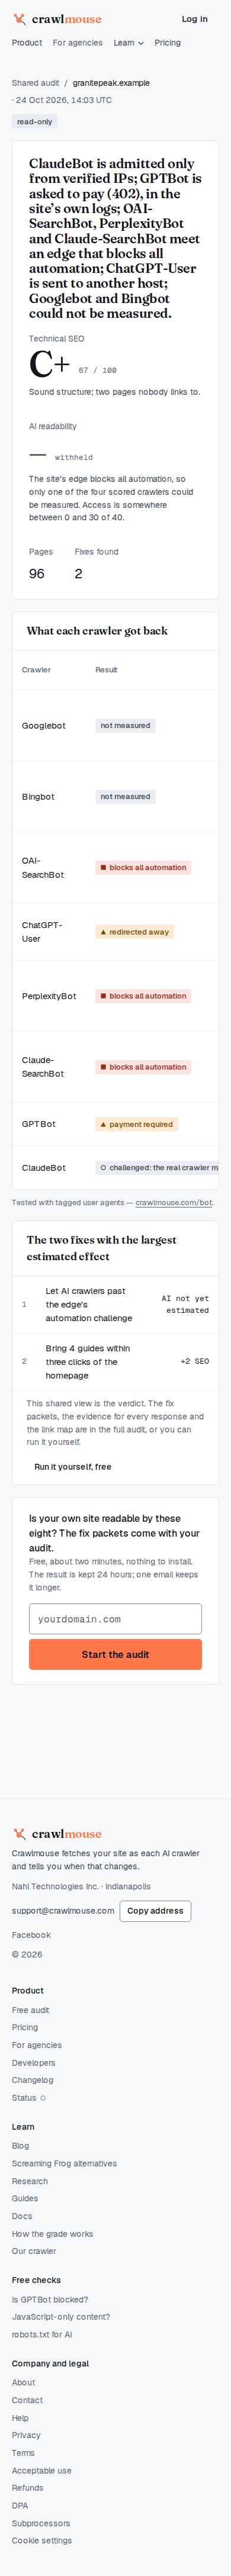 crawlmouse
Log in
Product
For agencies
Learn
Pricing
Shared audit / granitepeak.example
· 24 Oct 2026, 14:03 UTC
read-only
ClaudeBot is admitted only
from verified IPs; GPTBot is
asked to pay (402), in the
site's own logs; OAI-
SearchBot, PerplexityBot
and Claude-SearchBot meet
an edge that blocks all
automation; ChatGPT-User
is sent to another host;
Googlebot and Bingbot
could not be measured.
Technical SEO
C+ 67 / 100
Sound structure; two pages nobody links to.
AI readability
— withheld
The site's edge blocks all automation, so
only one of the four scored crawlers could
be measured. Access is somewhere
between 0 and 30 of 40.
Pages
Fixes found
96
2
What each crawler got back
Crawler
Result
Googlebot
not measured
Bingbot
not measured
OAI-
SearchBot
blocks all automation
ChatGPT-
User
redirected away
PerplexityBot
blocks all automation
Claude-
SearchBot
blocks all automation
GPTBot
payment required
ClaudeBot
challenged: the real crawler
Tested with tagged user agents — crawlmouse.com/bot.
The two fixes with the largest
estimated effect
1
Let AI crawlers past
the edge's
automation challenge
AI not yet
estimated
2
Bring 4 guides within
three clicks of the
homepage
+2 SEO
This shared view is the verdict. The fix
packets, the evidence for every response and
the link map are in the full audit, or you can
run it yourself.
Run it yourself, free
Is your own site readable by these
eight? The fix packets come with your
audit.
Free, about two minutes, nothing to install.
The result is kept 24 hours; one email keeps
it longer.
yourdomain.com
Start the audit
crawlmouse
Crawlmouse fetches your site as each AI crawler
and tells you when that changes.
Nahl Technologies Inc. · Indianapolis
support@crawlmouse.com
Copy address
Facebook
© 2026
Product
Free audit
Pricing
For agencies
Developers
Changelog
Status
Learn
Blog
Screaming Frog alternatives
Research
Guides
Docs
How the grade works
Our crawler
Free checks
Is GPTBot blocked?
JavaScript-only content?
robots.txt for AI
Company and legal
About
Contact
Help
Privacy
Terms
Acceptable use
Refunds
DPA
Subprocessors
Cookie settings